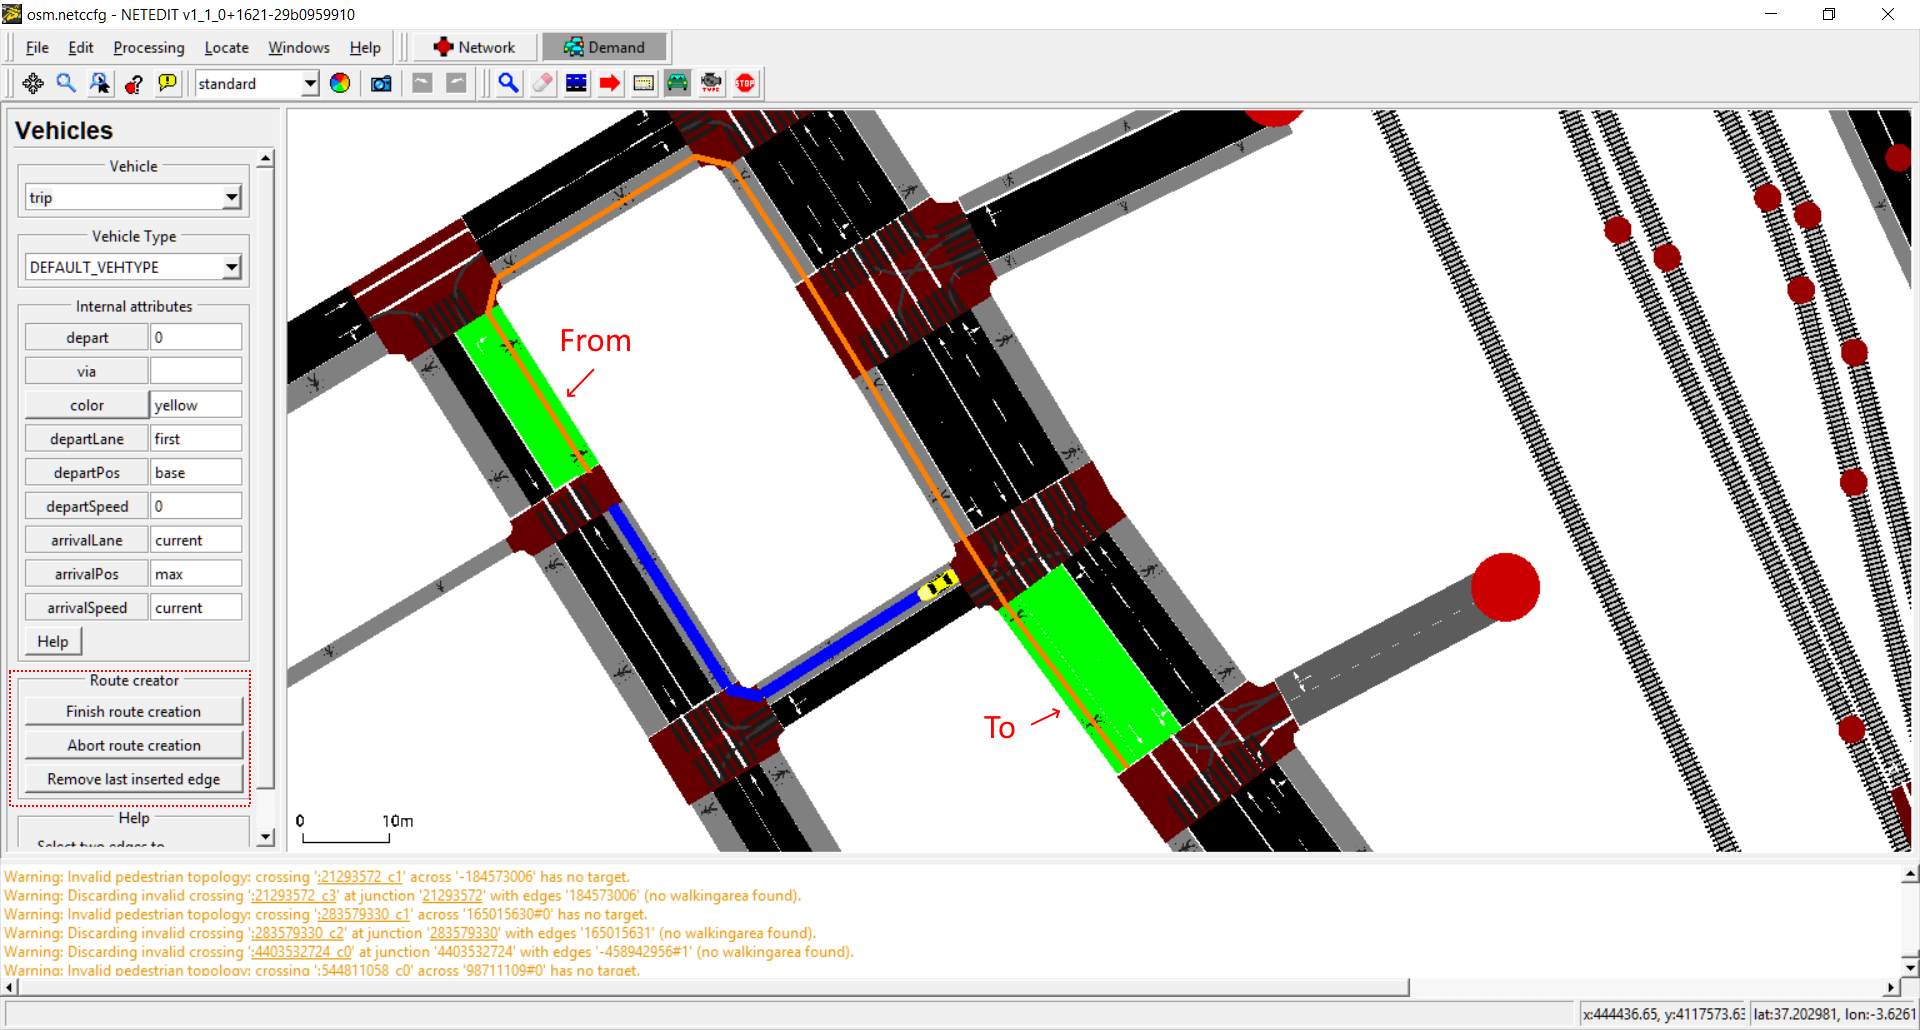 osm.netccfg - NETEDIT v1_1_0+1621-29b0959910
File Edit Processing Locate Windows Help Network Demand
standard
TYPE
STOP
Vehicles
Vehicle
trip
Vehicle Type
DEFAULT_VEHTYPE
Internal attributes
depart 0
via
color yellow
departLane first
departPos base
departSpeed 0
arrivalLane current
arrivalPos max
arrivalSpeed current
Help
Route creator
Finish route creation
Abort route creation
Remove last inserted edge
Help
Select two edges to
From
To
0 10m
Warning: Invalid pedestrian topology: crossing ':21293572_c1' across '-184573006' has no target.
Warning: Discarding invalid crossing ':21293572_c3' at junction '21293572' with edges '184573006' (no walkingarea found).
Warning: Invalid pedestrian topology: crossing ':283579330_c1' across '165015630#0' has no target.
Warning: Discarding invalid crossing ':283579330_c2' at junction '283579330' with edges '165015631' (no walkingarea found).
Warning: Discarding invalid crossing ':4403532724_c0' at junction '4403532724' with edges '-458942956#1' (no walkingarea found).
Warning: Invalid pedestrian topology: crossing ':544811058_c0' across '98711109#0' has no target.
x:444436.65, y:4117573.63 lat:37.202981, lon:-3.6261